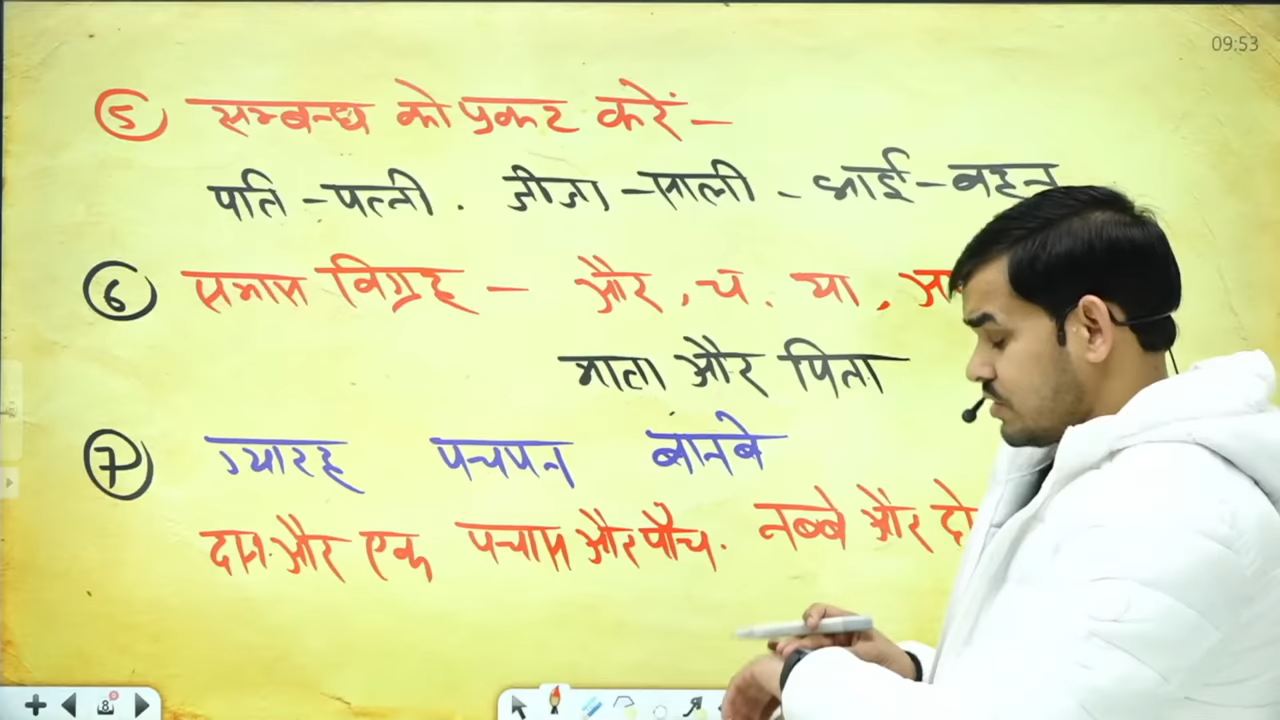 09:53
⑤ सम्बन्ध को प्रकट करें –
पति - पत्नी . जीजा - साली - भाई - बहन
⑥ समास विग्रह – और , च . या ,
माता और पिता
⑦ ग्यारह पचपन बानबे
दस और एक पचास और पाँच . नब्बे और दो
8